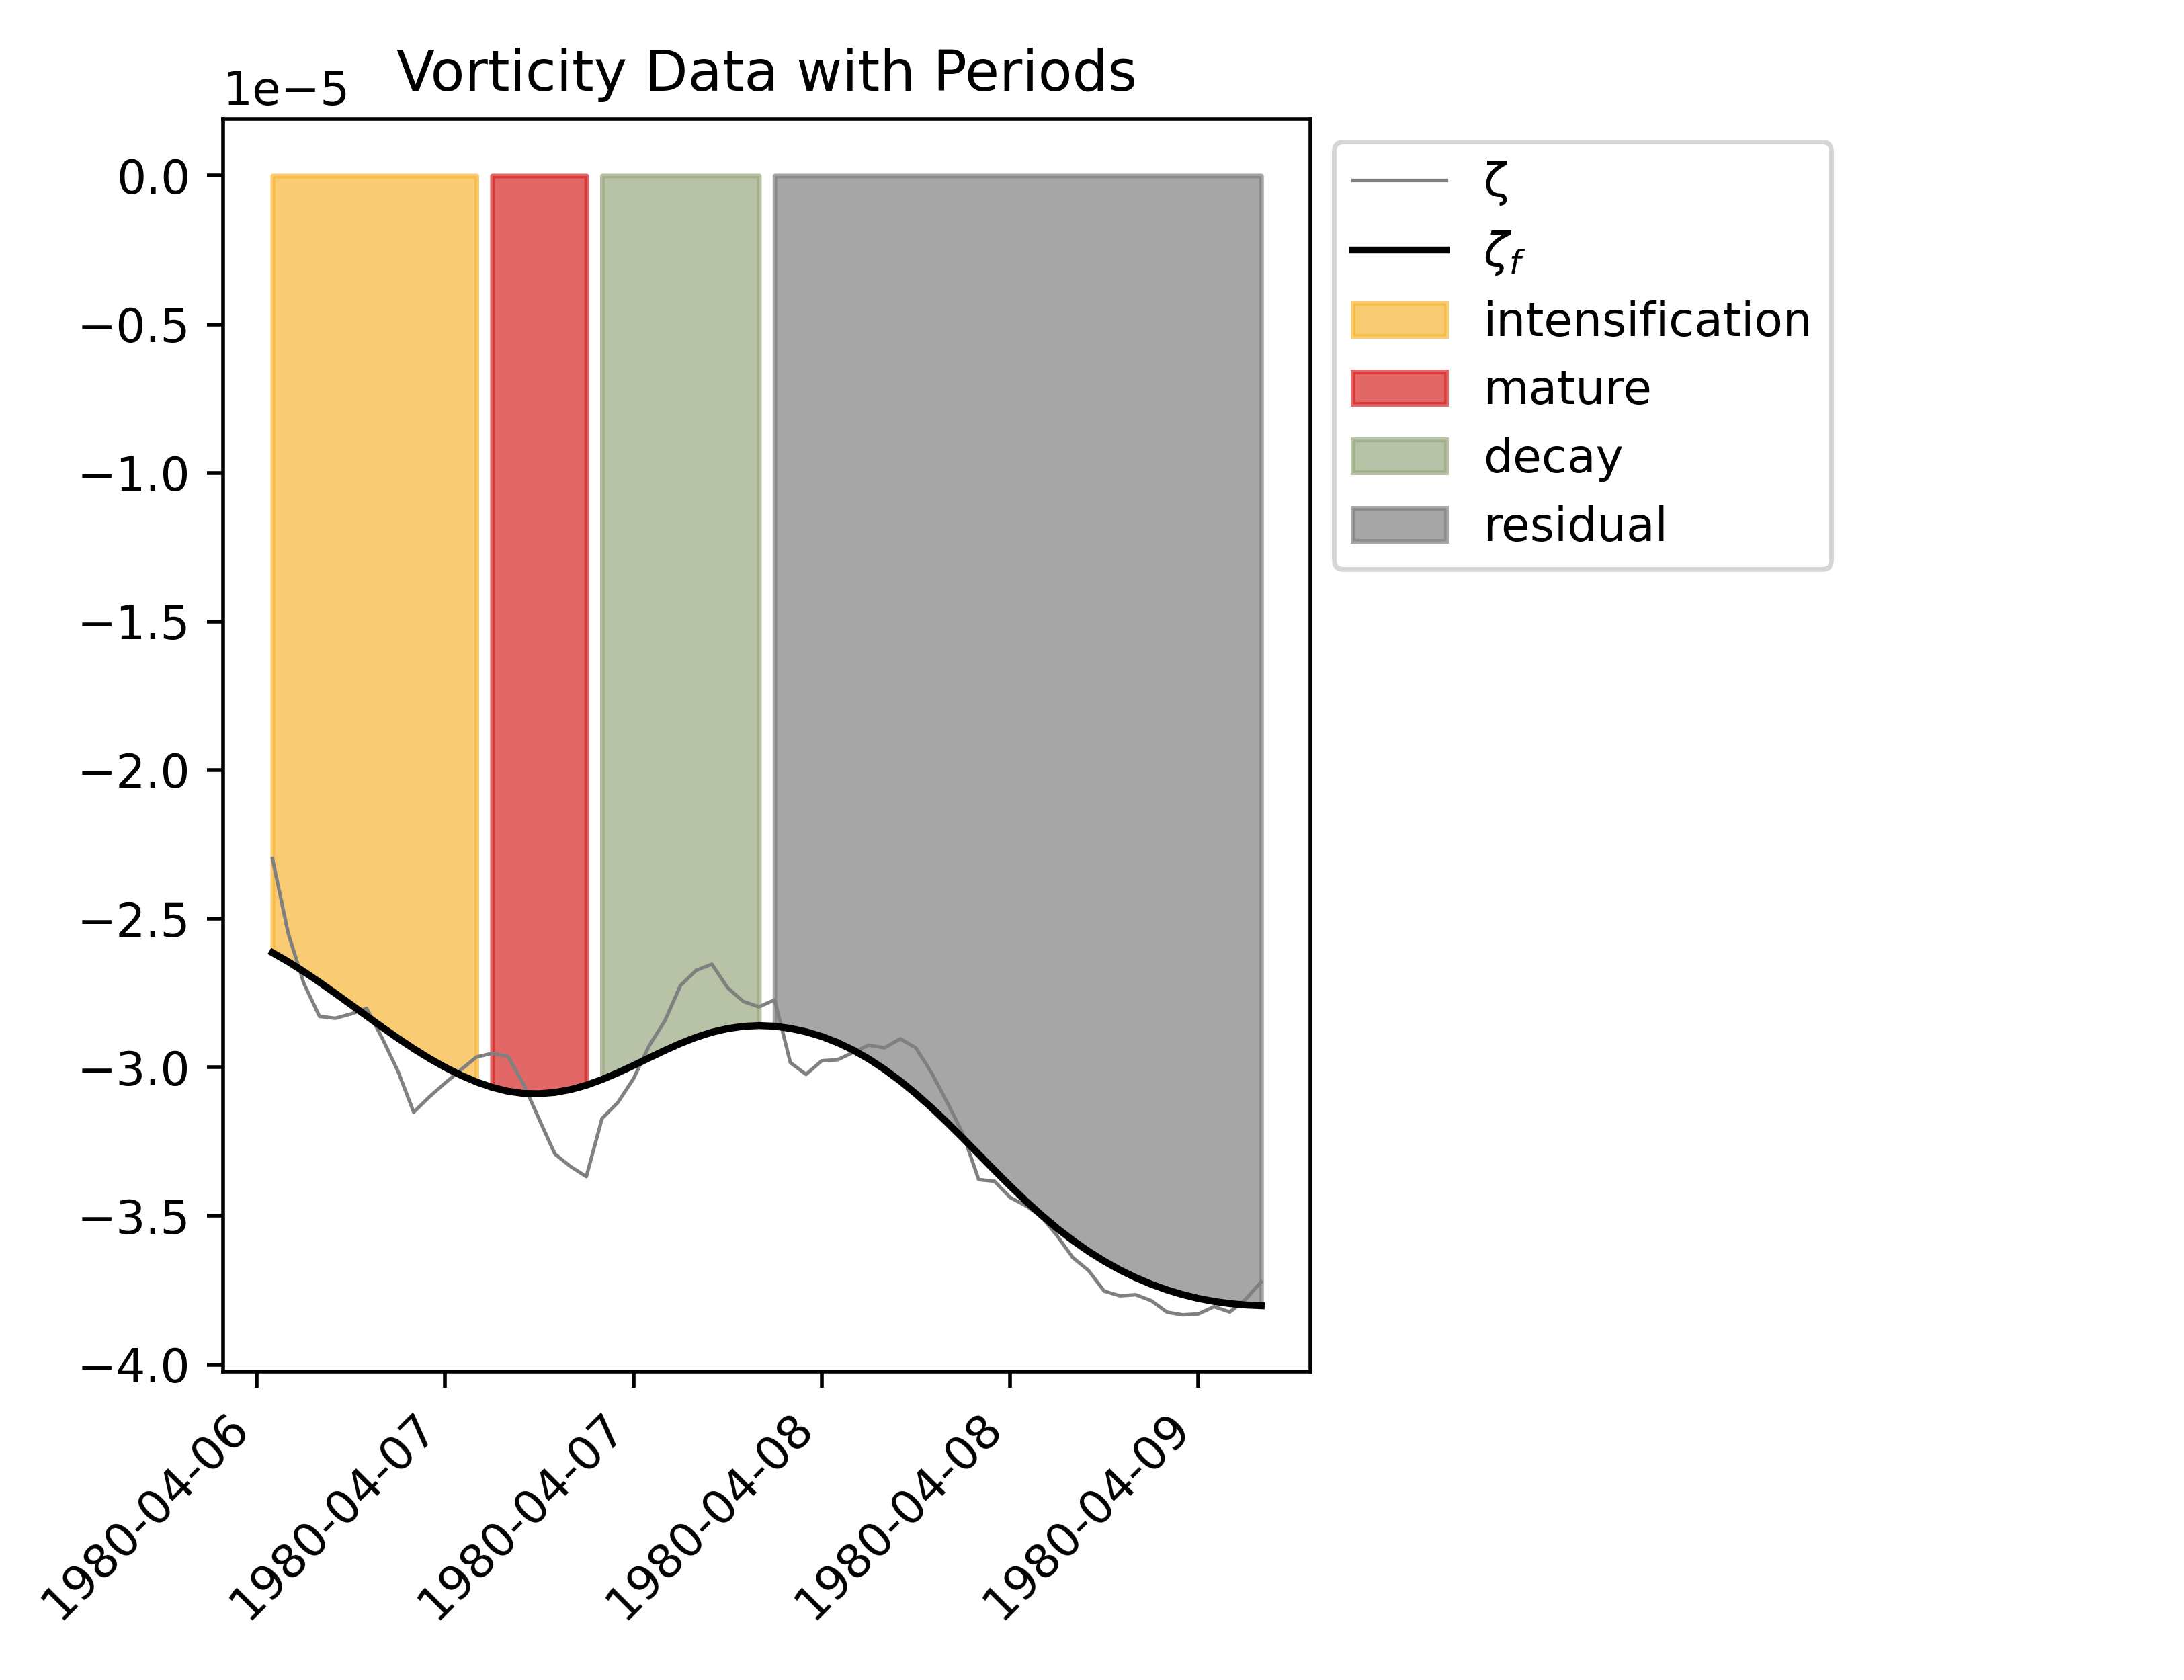 Vorticity Data with Periods
1e−5
0.0
−0.5
−1.0
−1.5
−2.0
−2.5
−3.0
−3.5
−4.0
1980-04-06
1980-04-07
1980-04-07
1980-04-08
1980-04-08
1980-04-09
ζ
ζf
intensification
mature
decay
residual